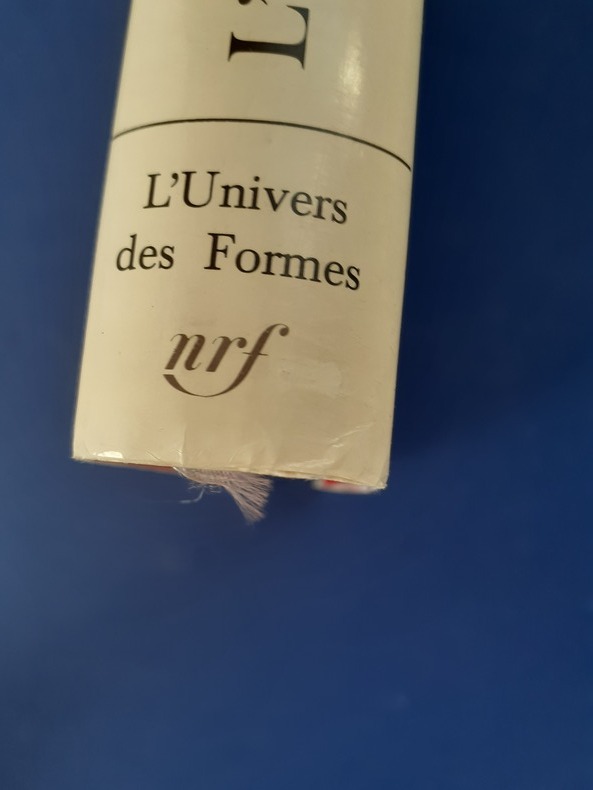 L'
L'Univers
des Formes
nrf